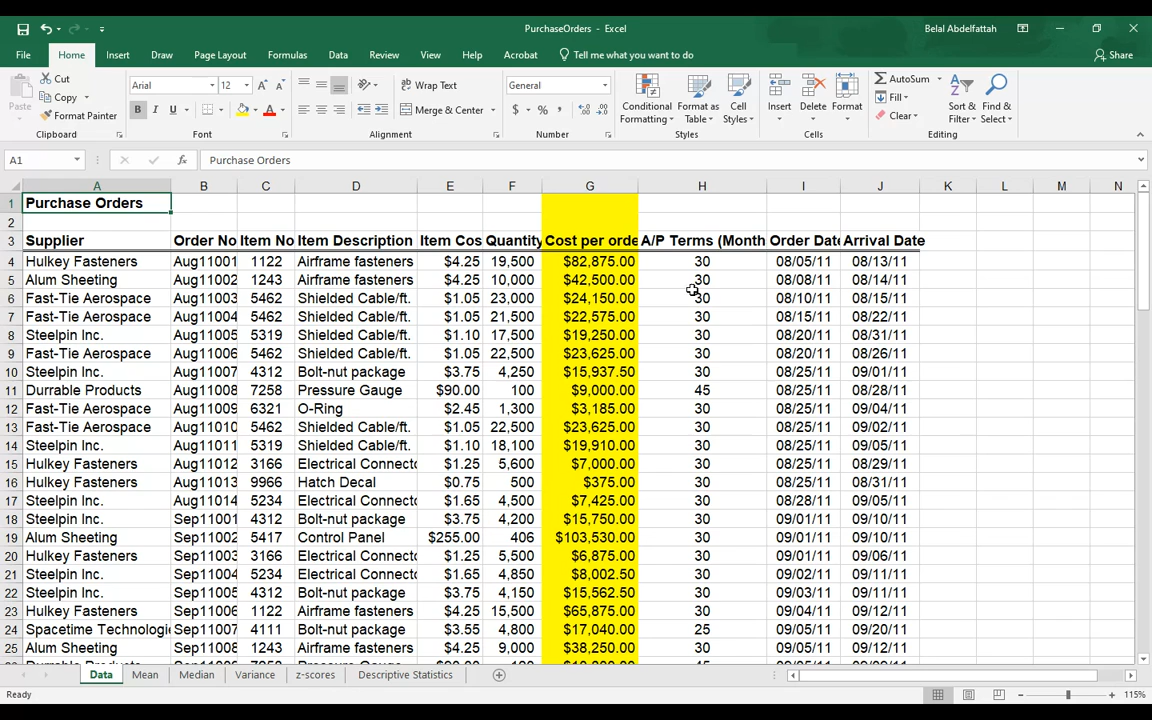 PurchaseOrders - Excel
Belal Abdelfattah
File Home Insert Draw Page Layout Formulas Data Review View Help Acrobat Tell me what you want to do Share
Paste
Cut
Copy
Format Painter
Clipboard
Arial 12
B I U
Font
Wrap Text
Merge & Center
Alignment
General
$ % ,
Number
Conditional Formatting
Format as Table
Cell Styles
Styles
Insert Delete Format
Cells
AutoSum
Fill
Clear
Sort & Filter
Find & Select
Editing
A1 fx Purchase Orders
A B C D E F G H I J K L M N
1 Purchase Orders
2
3 Supplier Order No Item No Item Description Item Cos Quantity Cost per orde A/P Terms (Month Order Date Arrival Date
4 Hulkey Fasteners Aug11001 1122 Airframe fasteners $4.25 19,500 $82,875.00 30 08/05/11 08/13/11
5 Alum Sheeting Aug11002 1243 Airframe fasteners $4.25 10,000 $42,500.00 30 08/08/11 08/14/11
6 Fast-Tie Aerospace Aug11003 5462 Shielded Cable/ft. $1.05 23,000 $24,150.00 30 08/10/11 08/15/11
7 Fast-Tie Aerospace Aug11004 5462 Shielded Cable/ft. $1.05 21,500 $22,575.00 30 08/15/11 08/22/11
8 Steelpin Inc. Aug11005 5319 Shielded Cable/ft. $1.10 17,500 $19,250.00 30 08/20/11 08/31/11
9 Fast-Tie Aerospace Aug11006 5462 Shielded Cable/ft. $1.05 22,500 $23,625.00 30 08/20/11 08/26/11
10 Steelpin Inc. Aug11007 4312 Bolt-nut package $3.75 4,250 $15,937.50 30 08/25/11 09/01/11
11 Durrable Products Aug11008 7258 Pressure Gauge $90.00 100 $9,000.00 45 08/25/11 08/28/11
12 Fast-Tie Aerospace Aug11009 6321 O-Ring $2.45 1,300 $3,185.00 30 08/25/11 09/04/11
13 Fast-Tie Aerospace Aug11010 5462 Shielded Cable/ft. $1.05 22,500 $23,625.00 30 08/25/11 09/02/11
14 Steelpin Inc. Aug11011 5319 Shielded Cable/ft. $1.10 18,100 $19,910.00 30 08/25/11 09/05/11
15 Hulkey Fasteners Aug11012 3166 Electrical Connecto $1.25 5,600 $7,000.00 30 08/25/11 08/29/11
16 Hulkey Fasteners Aug11013 9966 Hatch Decal $0.75 500 $375.00 30 08/25/11 08/31/11
17 Steelpin Inc. Aug11014 5234 Electrical Connecto $1.65 4,500 $7,425.00 30 08/28/11 09/05/11
18 Steelpin Inc. Sep11001 4312 Bolt-nut package $3.75 4,200 $15,750.00 30 09/01/11 09/10/11
19 Alum Sheeting Sep11002 5417 Control Panel $255.00 406 $103,530.00 30 09/01/11 09/10/11
20 Hulkey Fasteners Sep11003 3166 Electrical Connecto $1.25 5,500 $6,875.00 30 09/01/11 09/06/11
21 Steelpin Inc. Sep11004 5234 Electrical Connecto $1.65 4,850 $8,002.50 30 09/02/11 09/11/11
22 Steelpin Inc. Sep11005 4312 Bolt-nut package $3.75 4,150 $15,562.50 30 09/03/11 09/11/11
23 Hulkey Fasteners Sep11006 1122 Airframe fasteners $4.25 15,500 $65,875.00 30 09/04/11 09/12/11
24 Spacetime Technologi Sep11007 4111 Bolt-nut package $3.55 4,800 $17,040.00 25 09/05/11 09/20/11
25 Alum Sheeting Sep11008 1243 Airframe fasteners $4.25 9,000 $38,250.00 30 09/05/11 09/12/11
Data Mean Median Variance z-scores Descriptive Statistics
Ready 115%